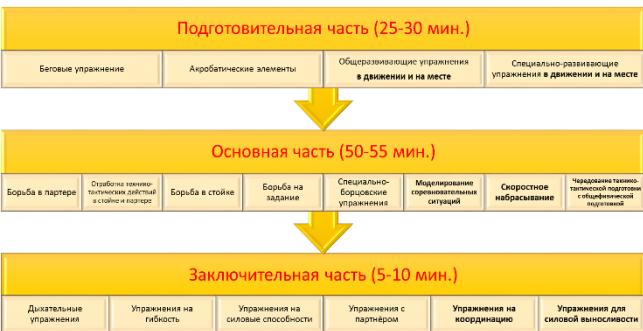 Подготовительная часть (25-30 мин.)
Беговые упражнение
Акробатические элементы
Общеразвивающие упражнения
в движении и на месте
Специально-развивающие
упражнения в движении и на месте
Основная часть (50-55 мин.)
Борьба в партере
Отработка технико-
тактических действий
в стойке и партере
Борьба в стойке
Борьба на
задание
Специально-
борцовские
упражнения
Моделирование
соревновательных
ситуаций
Скоростное
набрасывание
Чередование технико-
тактической подготовки
с общефизической
подготовкой
Заключительная часть (5-10 мин.)
Дыхательные
упражнения
Упражнения на
гибкость
Упражнения на
силовые способности
Упражнения с
партнёром
Упражнения на
координацию
Упражнения для
силовой выносливости